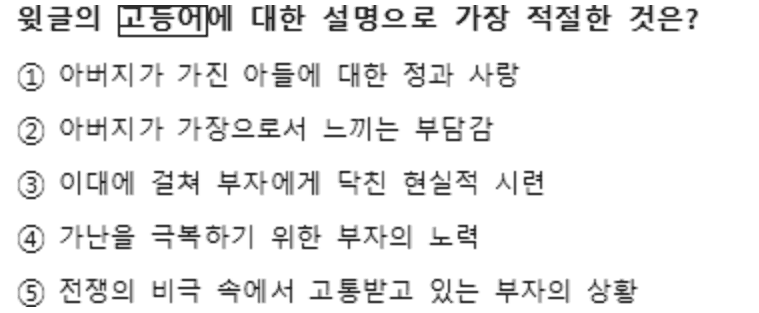 윗글의 고등어에 대한 설명으로 가장 적절한 것은?
① 아버지가 가진 아들에 대한 정과 사랑
② 아버지가 가장으로서 느끼는 부담감
③ 이대에 걸쳐 부자에게 닥친 현실적 시련
④ 가난을 극복하기 위한 부자의 노력
⑤ 전쟁의 비극 속에서 고통받고 있는 부자의 상황